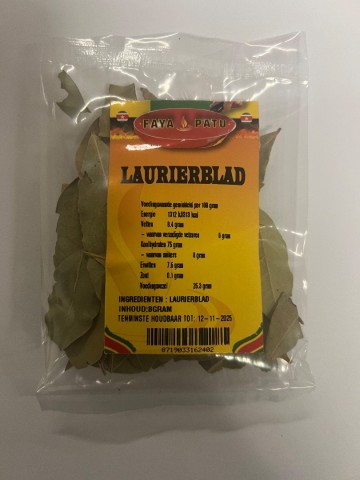 FAYA PATU
LAURIERBLAD
Voedingswaarde gemiddeld per 100 gram
Energie 1312 kJ/313 kcal
Vetten 8.4 gram
- waarvan verzadigde vetzuren 0 gram
Koolhydraten 75 gram
- waarvan suikers 0 gram
Eiwitten 7.6 gram
Zout 0.1 gram
Voedingsvezel 26.3 gram
INGREDIENTEN : LAURIERBLAD
INHOUD:8GRAM
TENMINSTE HOUDBAAR TOT: 12-11-2025
0719033162402